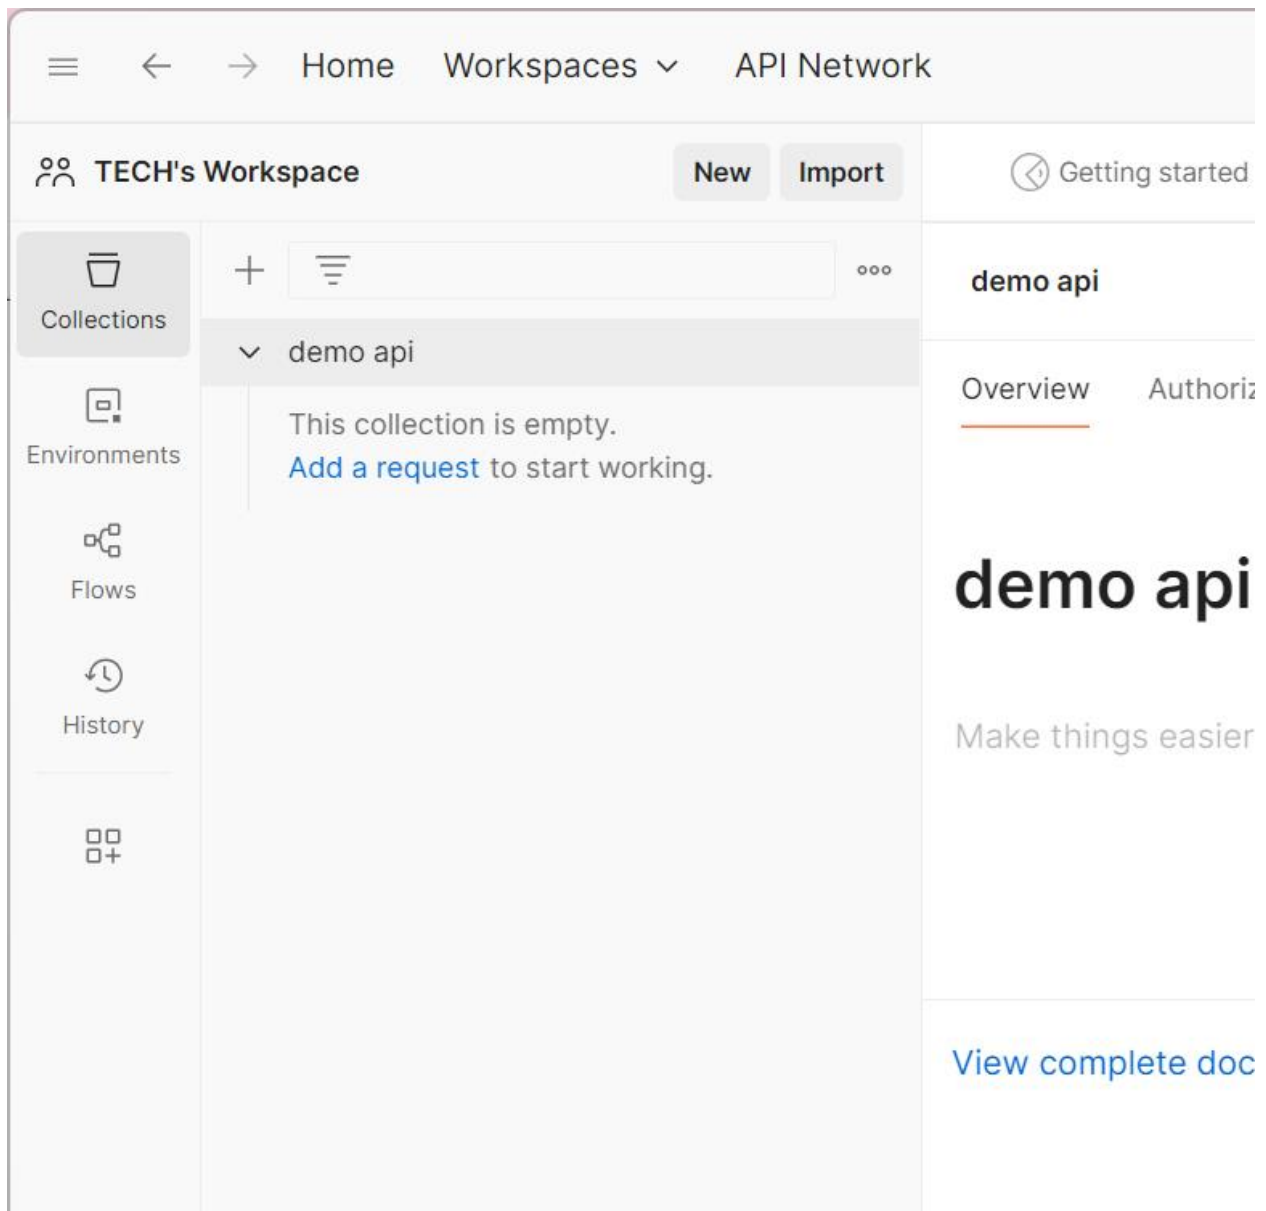 Home Workspaces API Network
TECH's Workspace New Import Getting started
Collections
demo api
demo api
Overview
This collection is empty.
Add a request to start working.
Environments
Flows
demo api
History
Make things easier
View complete